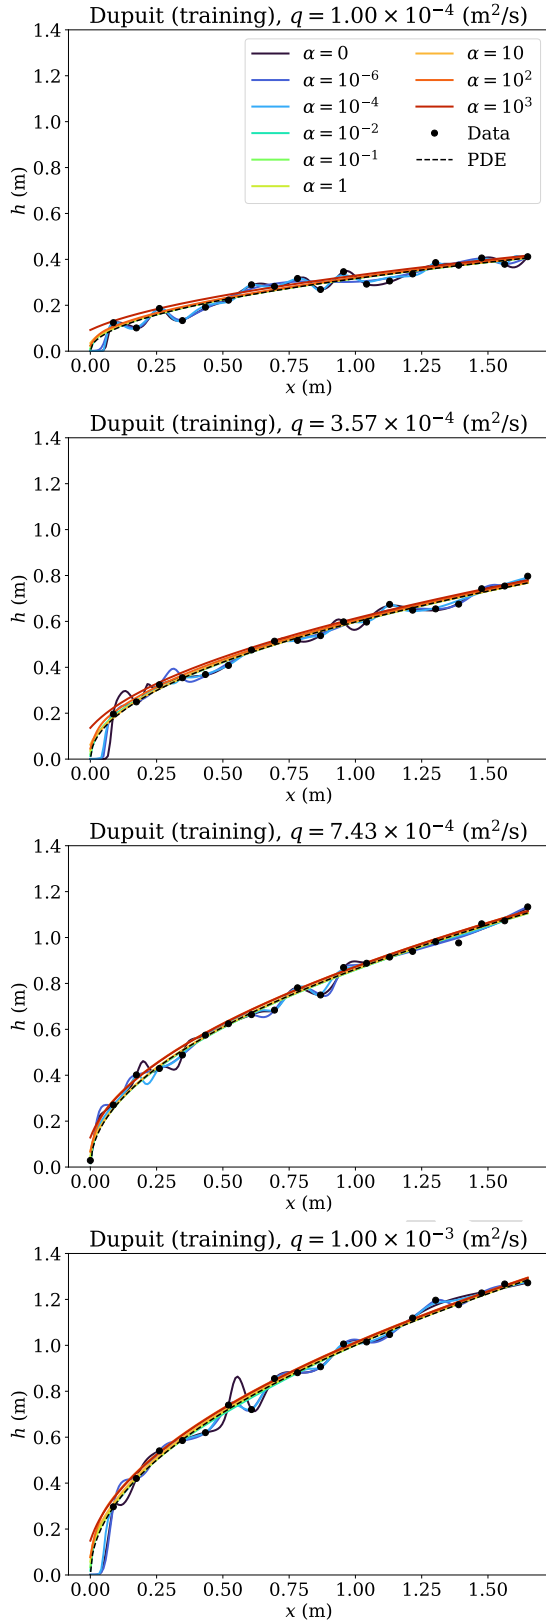 Dupuit (training), q = 1.00 × 10⁻⁴ (m²/s)
1.4
1.2
1.0
0.8
0.6
0.4
0.2
0.0
h (m)
α = 0
α = 10⁻⁶
α = 10⁻⁴
α = 10⁻²
α = 10⁻¹
α = 1
α = 10
α = 10²
α = 10³
Data
PDE
0.00 0.25 0.50 0.75 1.00 1.25 1.50
x (m)
Dupuit (training), q = 3.57 × 10⁻⁴ (m²/s)
1.4
1.2
1.0
0.8
0.6
0.4
0.2
0.0
h (m)
0.00 0.25 0.50 0.75 1.00 1.25 1.50
x (m)
Dupuit (training), q = 7.43 × 10⁻⁴ (m²/s)
1.4
1.2
1.0
0.8
0.6
0.4
0.2
0.0
h (m)
0.00 0.25 0.50 0.75 1.00 1.25 1.50
x (m)
Dupuit (training), q = 1.00 × 10⁻³ (m²/s)
1.4
1.2
1.0
0.8
0.6
0.4
0.2
0.0
h (m)
0.00 0.25 0.50 0.75 1.00 1.25 1.50
x (m)